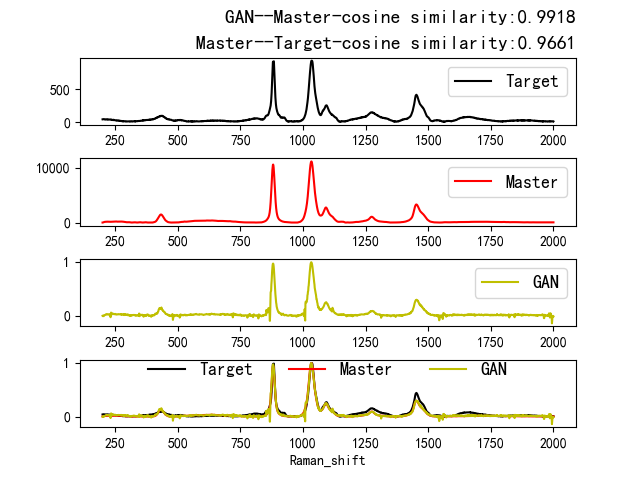 GAN--Master-cosine similarity:0.9918
Master--Target-cosine similarity:0.9661
500
0
Target
250 500 750 1000 1250 1500 1750 2000
10000
0
Master
250 500 750 1000 1250 1500 1750 2000
1
0
GAN
250 500 750 1000 1250 1500 1750 2000
1
0
Target Master GAN
250 500 750 1000 1250 1500 1750 2000
Raman_shift